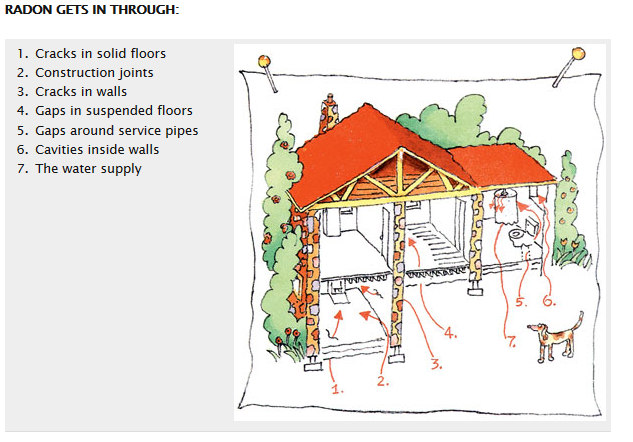 RADON GETS IN THROUGH:
1. Cracks in solid floors
2. Construction joints
3. Cracks in walls
4. Gaps in suspended floors
5. Gaps around service pipes
6. Cavities inside walls
7. The water supply
5.
6.
4.
7.
3.
2.
1.